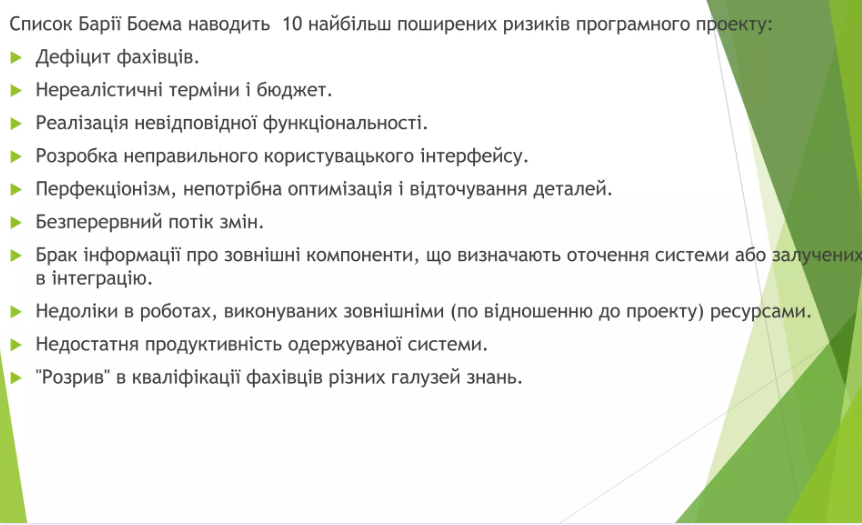 Список Барії Боема наводить  10 найбільш поширених ризиків програмного проекту:
Дефіцит фахівців.
Нереалістичні терміни і бюджет.
Реалізація невідповідної функціональності.
Розробка неправильного користувацького інтерфейсу.
Перфекціонізм, непотрібна оптимізація і відточування деталей.
Безперервний потік змін.
Брак інформації про зовнішні компоненти, що визначають оточення системи або залучених
в інтеграцію.
Недоліки в роботах, виконуваних зовнішніми (по відношенню до проекту) ресурсами.
Недостатня продуктивність одержуваної системи.
"Розрив" в кваліфікації фахівців різних галузей знань.